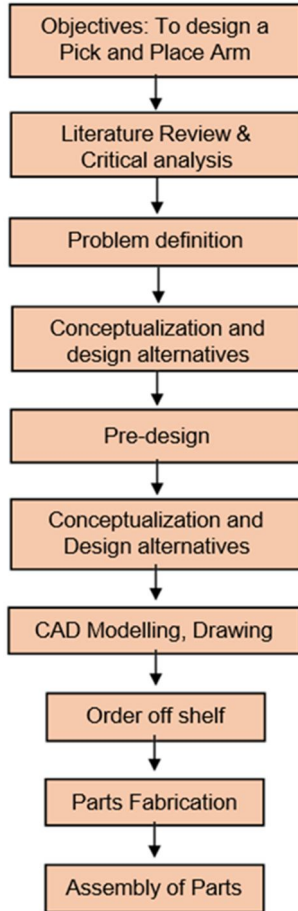 Objectives: To design a
Pick and Place Arm
Literature Review &
Critical analysis
Problem definition
Conceptualization and
design alternatives
Pre-design
Conceptualization and
Design alternatives
CAD Modelling, Drawing
Order off shelf
Parts Fabrication
Assembly of Parts